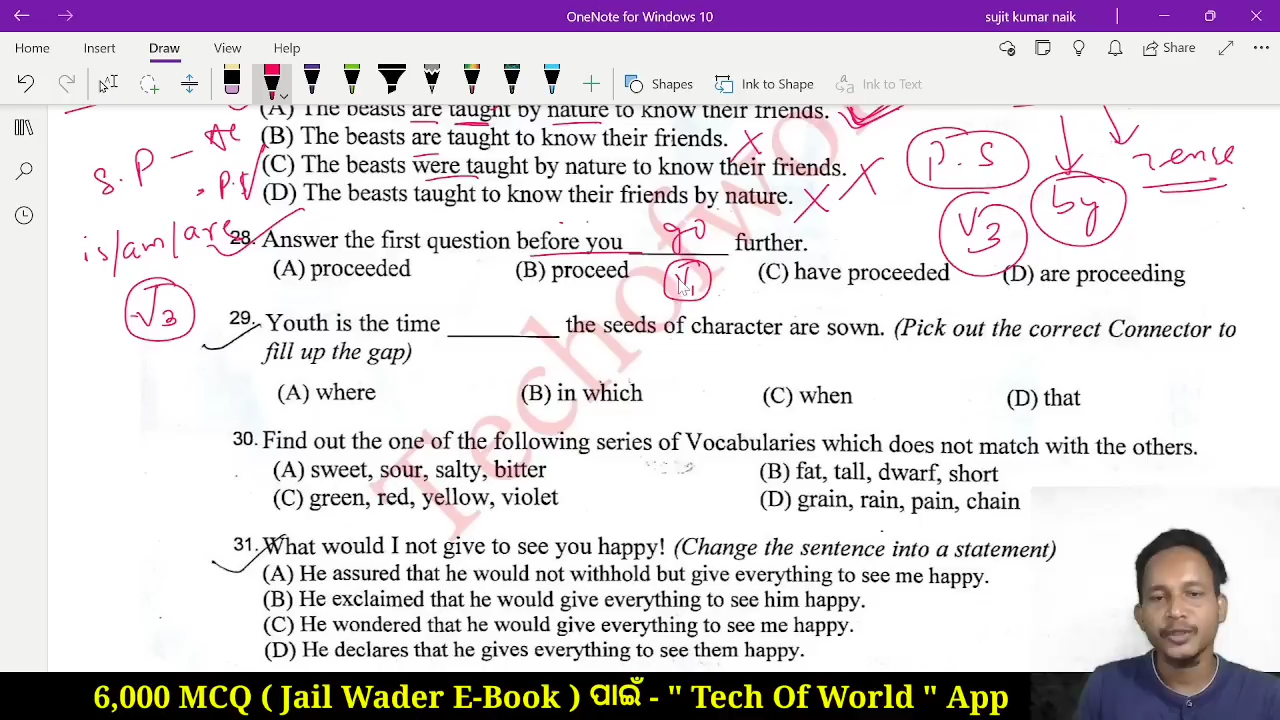 OneNote for Windows 10
sujit kumar naik
Home Insert Draw View Help
Share
Shapes Ink to Shape Ink to Text
(A) The beasts are taught by nature to know their friends.
(B) The beasts are taught to know their friends.
(C) The beasts were taught by nature to know their friends.
(D) The beasts taught to know their friends by nature.
S.P -
P.S
tense
is/am/are
V3
by
V3
28. Answer the first question before you go further.
(A) proceeded (B) proceed V1 (C) have proceeded (D) are proceeding
29. Youth is the time __________ the seeds of character are sown. (Pick out the correct Connector to
fill up the gap)
(A) where (B) in which (C) when (D) that
30. Find out the one of the following series of Vocabularies which does not match with the others.
(A) sweet, sour, salty, bitter (B) fat, tall, dwarf, short
(C) green, red, yellow, violet (D) grain, rain, pain, chain
31. What would I not give to see you happy! (Change the sentence into a statement)
(A) He assured that he would not withhold but give everything to see me happy.
(B) He exclaimed that he would give everything to see him happy.
(C) He wondered that he would give everything to see me happy.
(D) He declares that he gives everything to see them happy.
Techofwo
6,000 MCQ ( Jail Wader E-Book ) ପାଇଁ - " Tech Of World " App